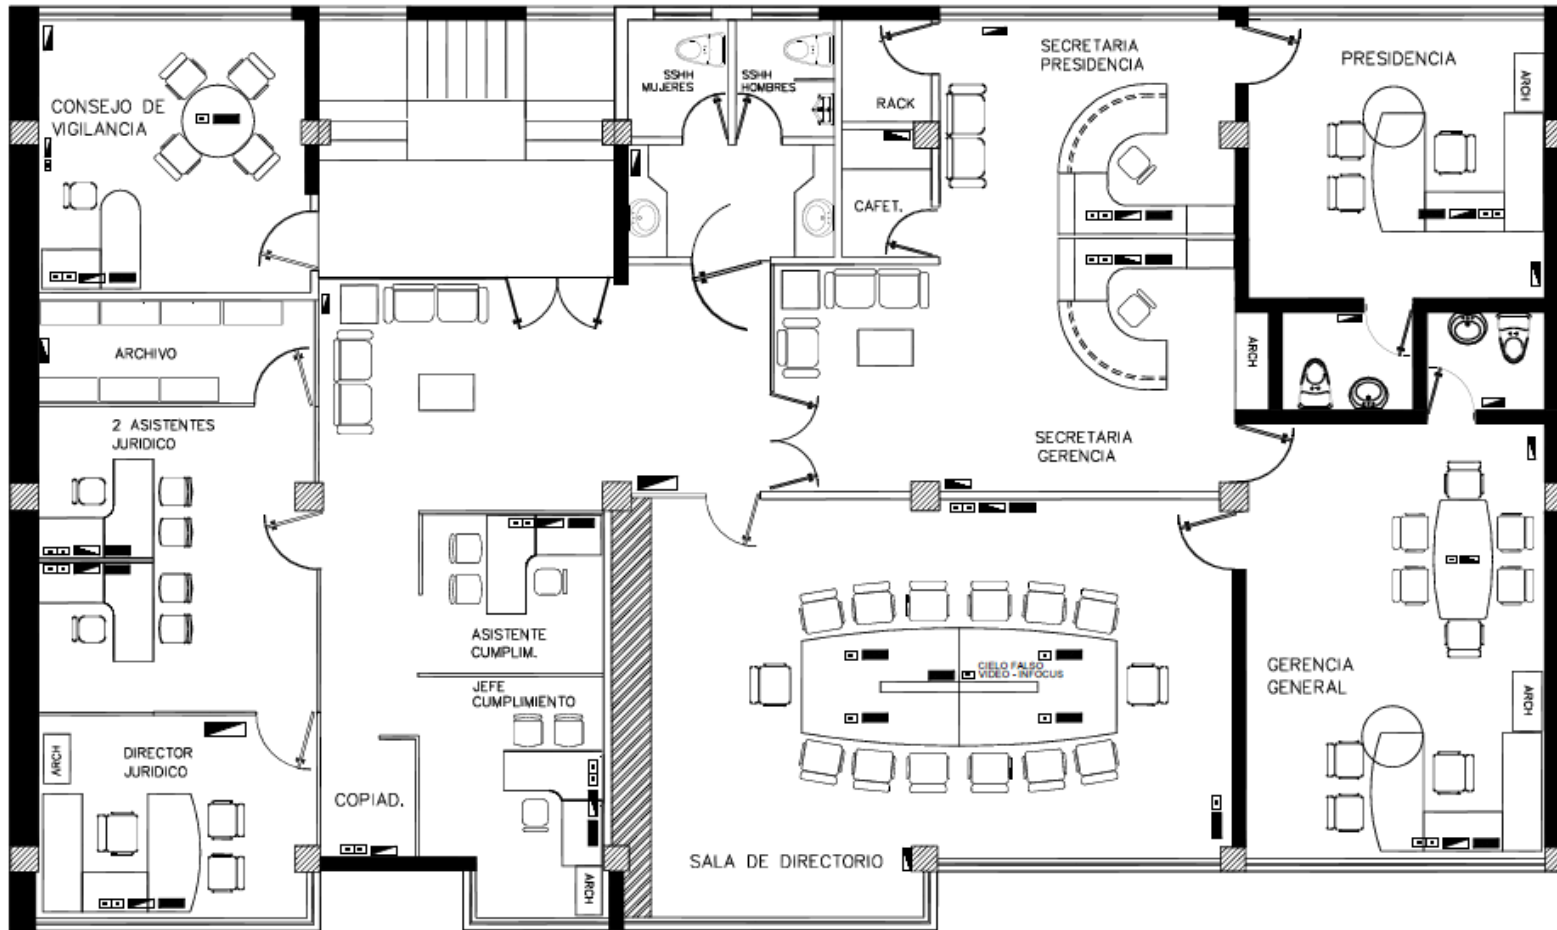 CONSEJO DE
VIGILANCIA
SSHH
MUJERES
SSHH
HOMBRES
RACK
CAFET.
SECRETARIA
PRESIDENCIA
PRESIDENCIA
ARCH
ARCHIVO
ARCH
2 ASISTENTES
JURIDICO
SECRETARIA
GERENCIA
ASISTENTE
CUMPLIM.
JEFE
CUMPLIMIENTO
CIELO FALSO
VIDEO - INFOCUS
GERENCIA
GENERAL
ARCH
ARCH
DIRECTOR
JURIDICO
COPIAD.
SALA DE DIRECTORIO
ARCH